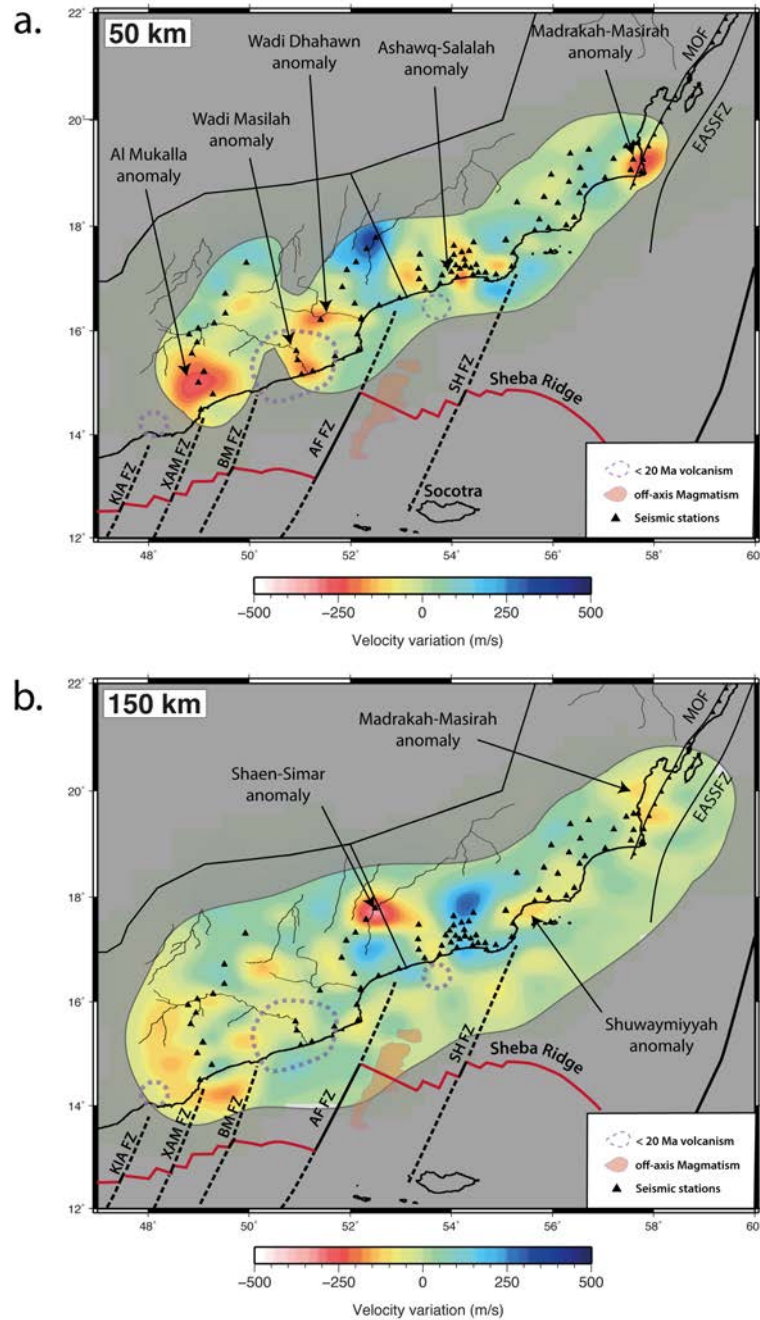 a.
50 km
Wadi Dhahawn
anomaly
Ashawq-Salalah
anomaly
Madrakah-Masirah
anomaly
Wadi Masilah
anomaly
Al Mukalla
anomaly
MOF
EASSFZ
22°
20°
18°
16°
14°
12°
KIA FZ
XAM FZ
BM FZ
AF FZ
SH FZ
Sheba Ridge
Socotra
< 20 Ma volcanism
off-axis Magmatism
Seismic stations
48° 50° 52° 54° 56° 58° 60
−500 −250 0 250 500
Velocity variation (m/s)
b.
150 km
Madrakah-Masirah
anomaly
Shaen-Simar
anomaly
MOF
EASSFZ
22°
20°
18°
16°
14°
12°
Shuwaymiyyah
anomaly
KIA FZ
XAM FZ
BM FZ
AF FZ
SH FZ
Sheba Ridge
< 20 Ma volcanism
off-axis Magmatism
Seismic stations
48° 50° 52° 54° 56° 58° 60
−500 −250 0 250 500
Velocity variation (m/s)